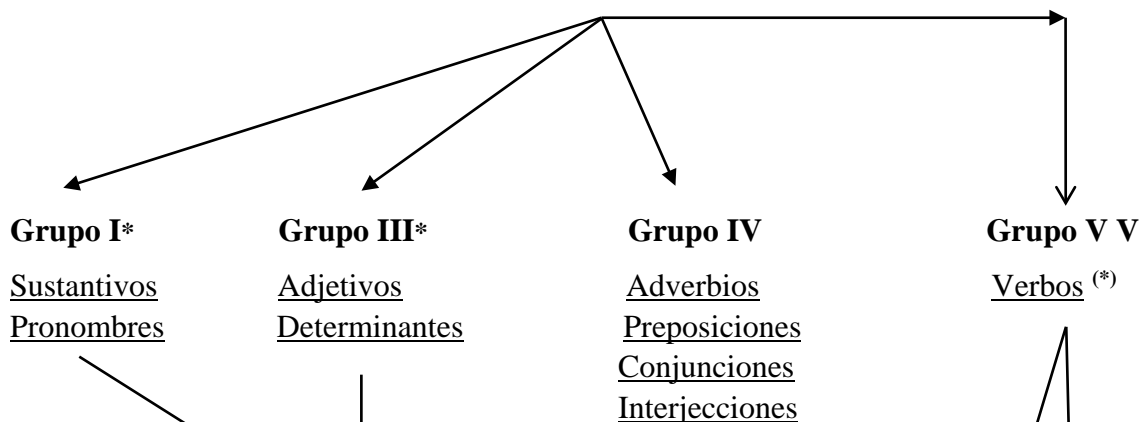 Grupo I* Grupo III* Grupo IV Grupo V V
Sustantivos Adjetivos Adverbios Verbos (*)
Pronombres Determinantes Preposiciones
Conjunciones
Interjecciones